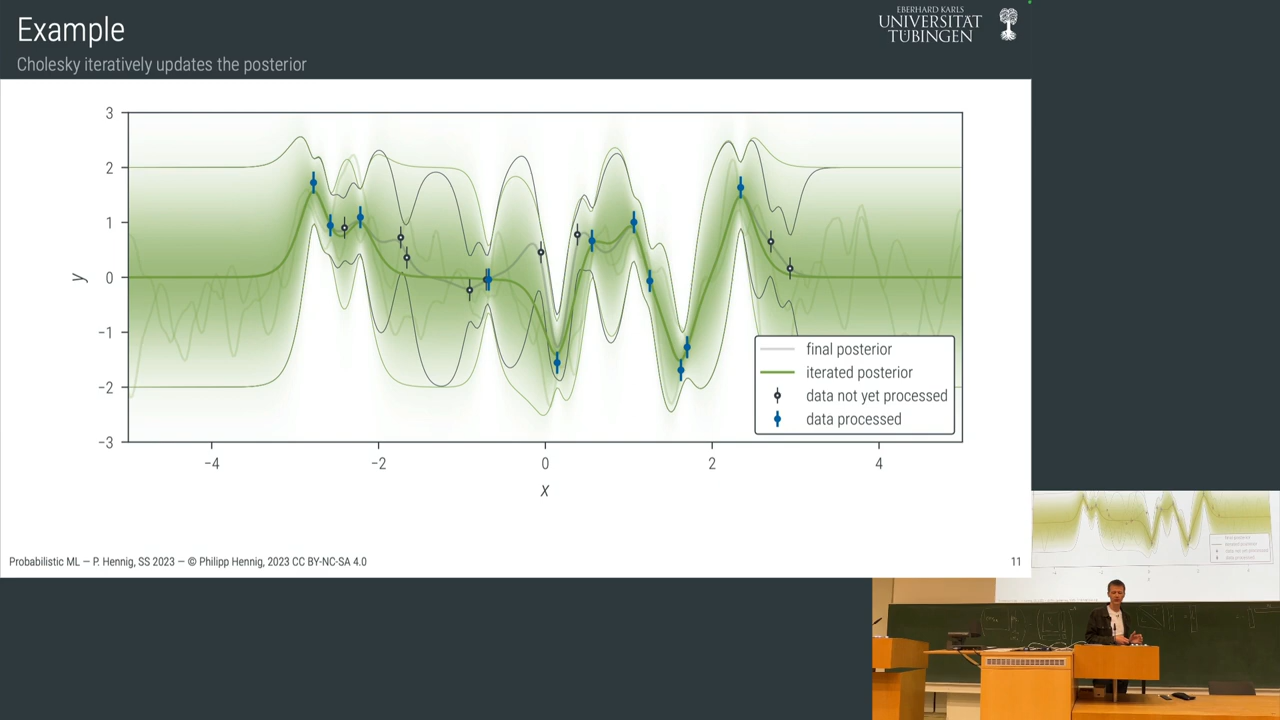 Example
Cholesky iteratively updates the posterior
EBERHARD KARLS
UNIVERSITÄT
TÜBINGEN
3
2
1
0
−1
−2
−3
y
−4
−2
0
2
4
x
final posterior
iterated posterior
data not yet processed
data processed
Probabilistic ML — P. Hennig, SS 2023 — © Philipp Hennig, 2023 CC BY-NC-SA 4.0
11